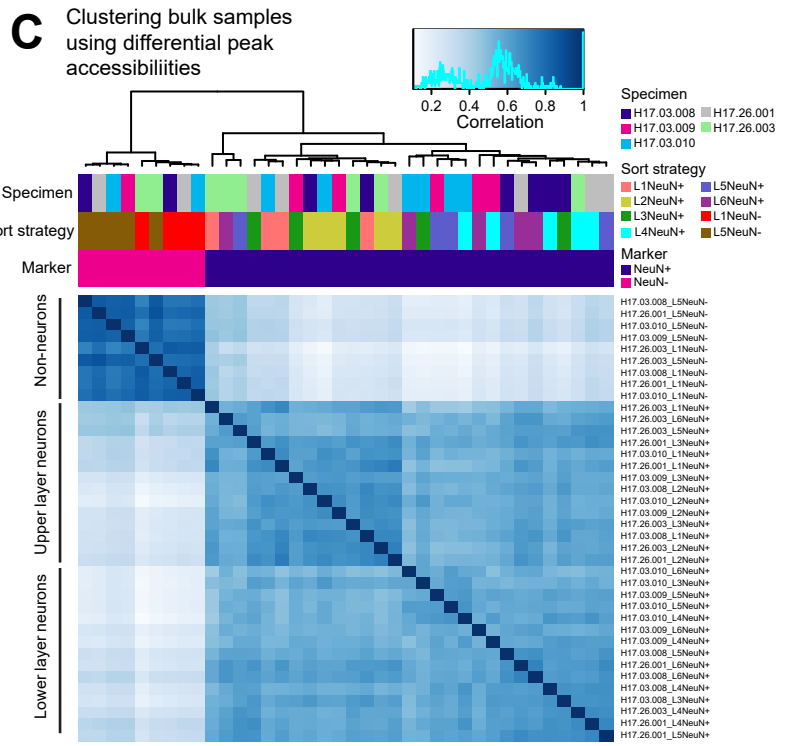 C
Clustering bulk samples
using differential peak
accessibiliities
0.2 0.4 0.6 0.8 1
Correlation
Specimen
H17.03.008 H17.26.001
H17.03.009 H17.26.003
H17.03.010
Sort strategy
L1NeuN+ L5NeuN+
L2NeuN+ L6NeuN+
L3NeuN+ L1NeuN-
L4NeuN+ L5NeuN-
Marker
NeuN+
NeuN-
Specimen
ort strategy
Marker
Non-neurons
Upper layer neurons
Lower layer neurons
H17.03.008_L5NeuN-
H17.26.001_L5NeuN-
H17.03.010_L5NeuN-
H17.03.009_L5NeuN-
H17.26.003_L1NeuN-
H17.26.003_L5NeuN-
H17.03.008_L1NeuN-
H17.26.001_L1NeuN-
H17.03.010_L1NeuN-
H17.26.003_L1NeuN+
H17.26.003_L6NeuN+
H17.26.003_L5NeuN+
H17.26.001_L3NeuN+
H17.03.010_L1NeuN+
H17.26.001_L1NeuN+
H17.03.009_L3NeuN+
H17.03.008_L2NeuN+
H17.03.010_L2NeuN+
H17.03.009_L2NeuN+
H17.26.003_L3NeuN+
H17.03.008_L1NeuN+
H17.26.003_L2NeuN+
H17.26.001_L2NeuN+
H17.03.010_L6NeuN+
H17.03.010_L3NeuN+
H17.03.009_L5NeuN+
H17.03.010_L5NeuN+
H17.03.010_L4NeuN+
H17.03.009_L6NeuN+
H17.03.009_L4NeuN+
H17.03.008_L5NeuN+
H17.26.001_L6NeuN+
H17.03.008_L6NeuN+
H17.03.008_L4NeuN+
H17.03.008_L3NeuN+
H17.26.003_L4NeuN+
H17.26.001_L4NeuN+
H17.26.001_L5NeuN+